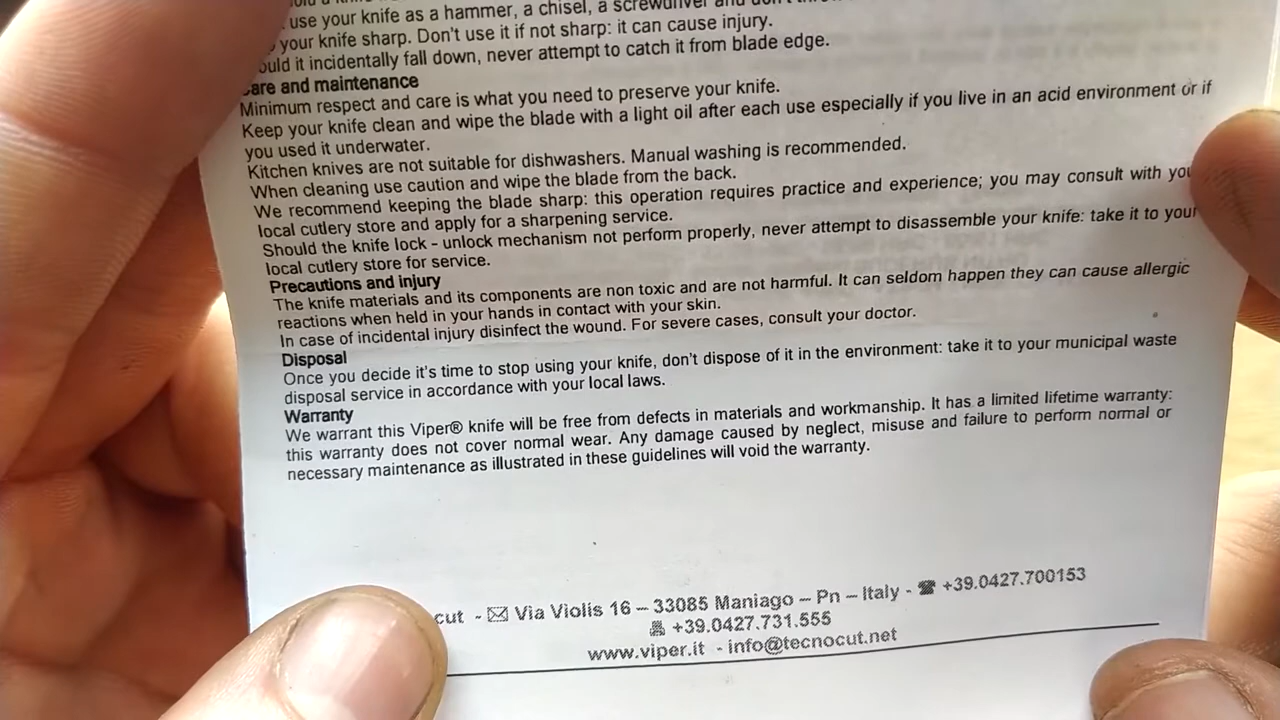 use your knife as a hammer, a chisel, a screwdriver and don't
your knife sharp. Don't use it if not sharp: it can cause injury.
ould it incidentally fall down, never attempt to catch it from blade edge.
are and maintenance
Minimum respect and care is what you need to preserve your knife.
Keep your knife clean and wipe the blade with a light oil after each use especially if you live in an acid environment or if
you used it underwater.
Kitchen knives are not suitable for dishwashers. Manual washing is recommended.
When cleaning use caution and wipe the blade from the back.
We recommend keeping the blade sharp: this operation requires practice and experience; you may consult with you
local cutlery store and apply for a sharpening service.
Should the knife lock - unlock mechanism not perform properly, never attempt to disassemble your knife: take it to your
local cutlery store for service.
Precautions and injury
The knife materials and its components are non toxic and are not harmful. It can seldom happen they can cause allergic
reactions when held in your hands in contact with your skin.
In case of incidental injury disinfect the wound. For severe cases, consult your doctor.
Disposal
Once you decide it's time to stop using your knife, don't dispose of it in the environment: take it to your municipal waste
disposal service in accordance with your local laws.
Warranty
We warrant this Viper® knife will be free from defects in materials and workmanship. It has a limited lifetime warranty:
this warranty does not cover normal wear. Any damage caused by neglect, misuse and failure to perform normal or
necessary maintenance as illustrated in these guidelines will void the warranty.
cut - ✉ Via Violis 16 – 33085 Maniago – Pn – Italy - ☎ +39.0427.700153
+39.0427.731.555
www.viper.it - info@tecnocut.net